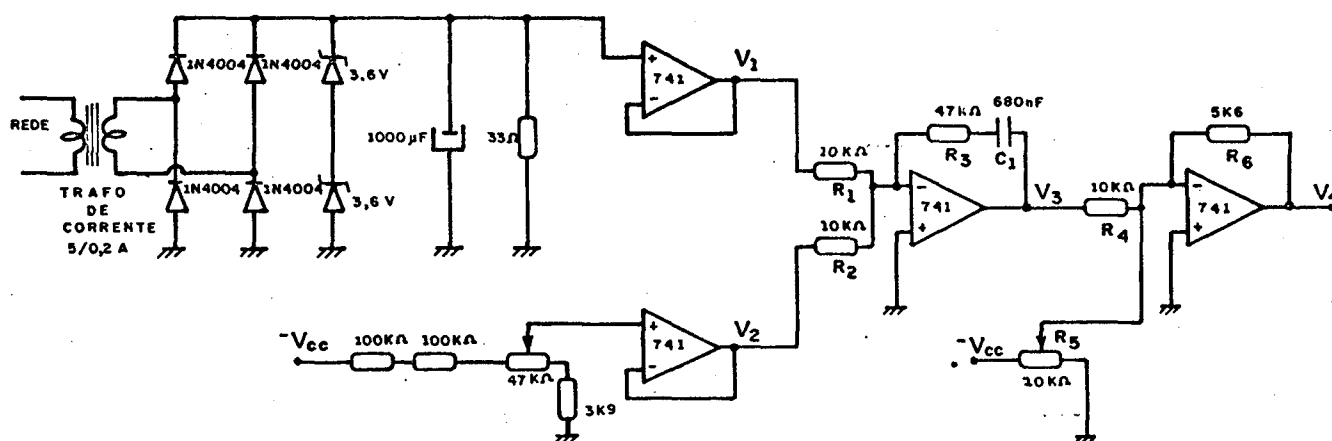 1N4004
1N4004
3,6V
REDE
1000µF
33Ω
1N4004
1N4004
3,6V
TRAFO
DE
CORRENTE
5/0,2 A
+
741
-
V1
10KΩ
R1
10KΩ
R2
47KΩ
680nF
R3
C1
-
741
+
V3
10KΩ
R4
5K6
R6
-
741
+
V4
-Vcc
100KΩ
100KΩ
47KΩ
3K9
+
741
-
V2
-Vcc
R5
10KΩ